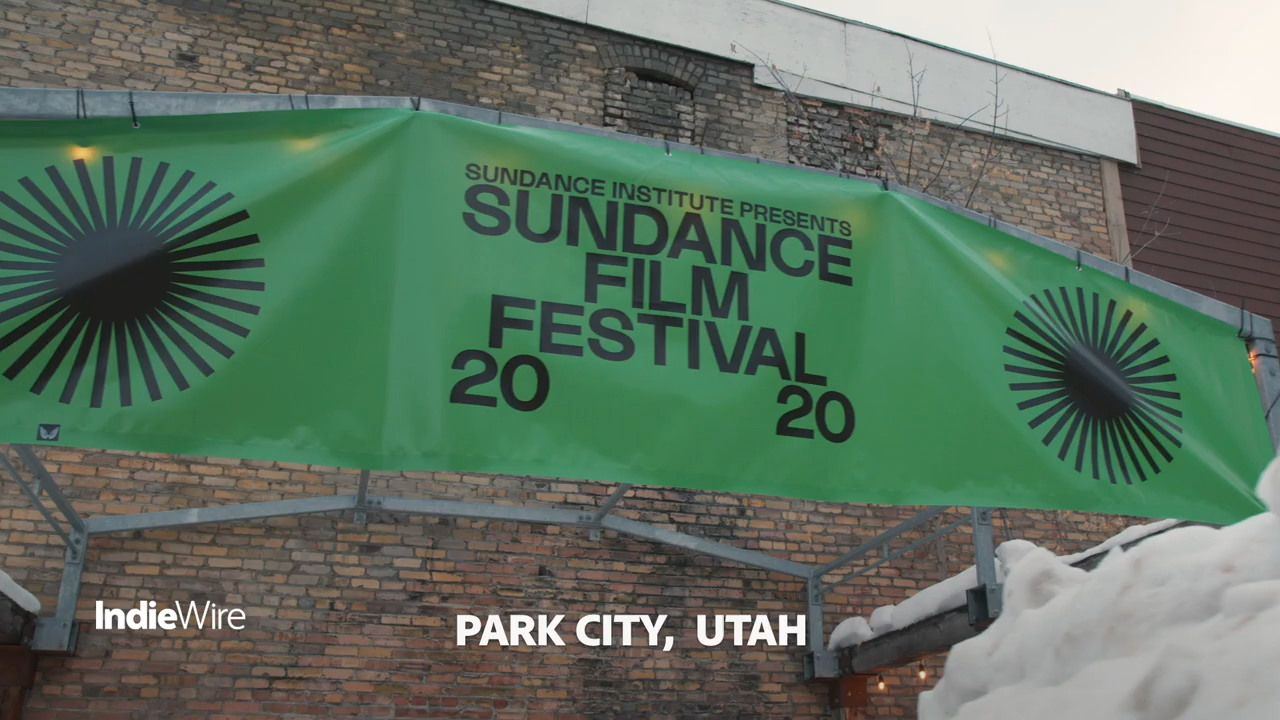 SUNDANCE INSTITUTE PRESENTS
SUNDANCE
FILM
FESTIVAL
20 20
IndieWire
PARK CITY, UTAH